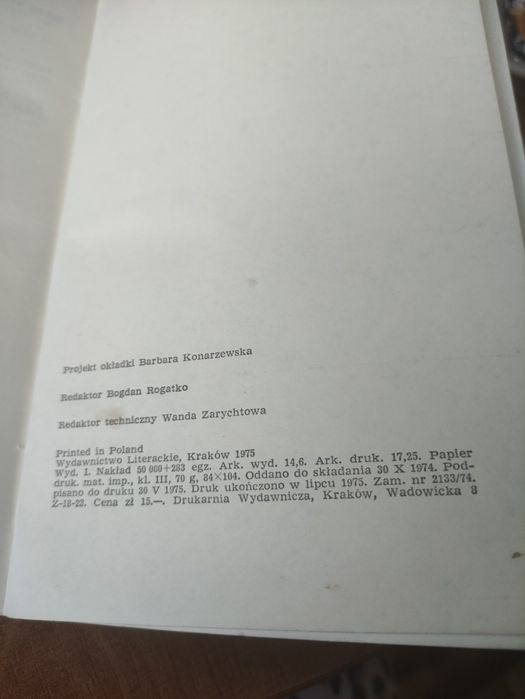 Projekt okładki Barbara Konarzewska
Redaktor Bogdan Rogatko
Redaktor techniczny Wanda Zarychtowa
Printed in Poland
Wydawnictwo Literackie, Kraków 1975
Wyd. I. Nakład 50 000+283 egz. Ark. wyd. 14,6. Ark. druk. 17,25. Papier
druk. mat. imp., kl. III, 70 g, 84×104. Oddano do składania 30 X 1974. Pod-
pisano do druku 30 V 1975. Druk ukończono w lipcu 1975. Zam. nr 2133/74.
Z-18-23. Cena zł 15.—. Drukarnia Wydawnicza, Kraków, Wadowicka 8